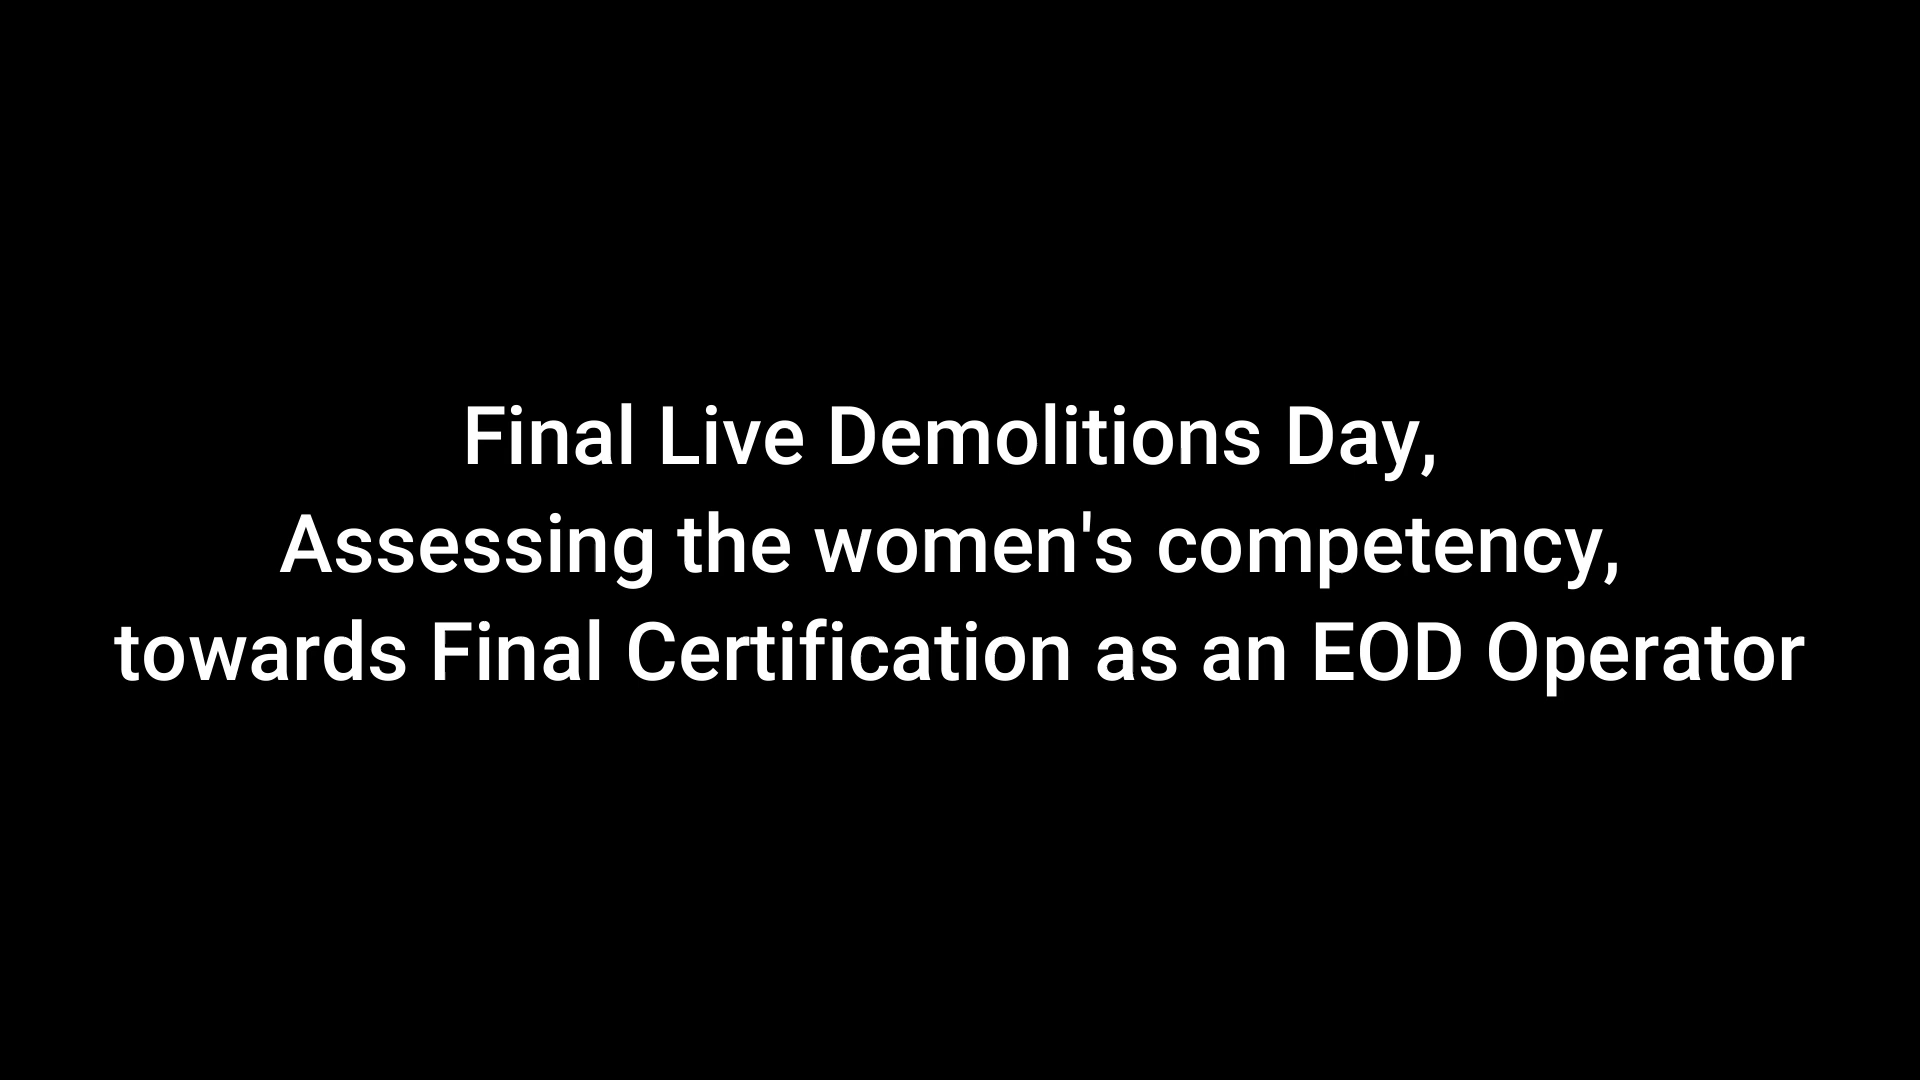 Final Live Demolitions Day,
Assessing the women's competency,
towards Final Certification as an EOD Operator